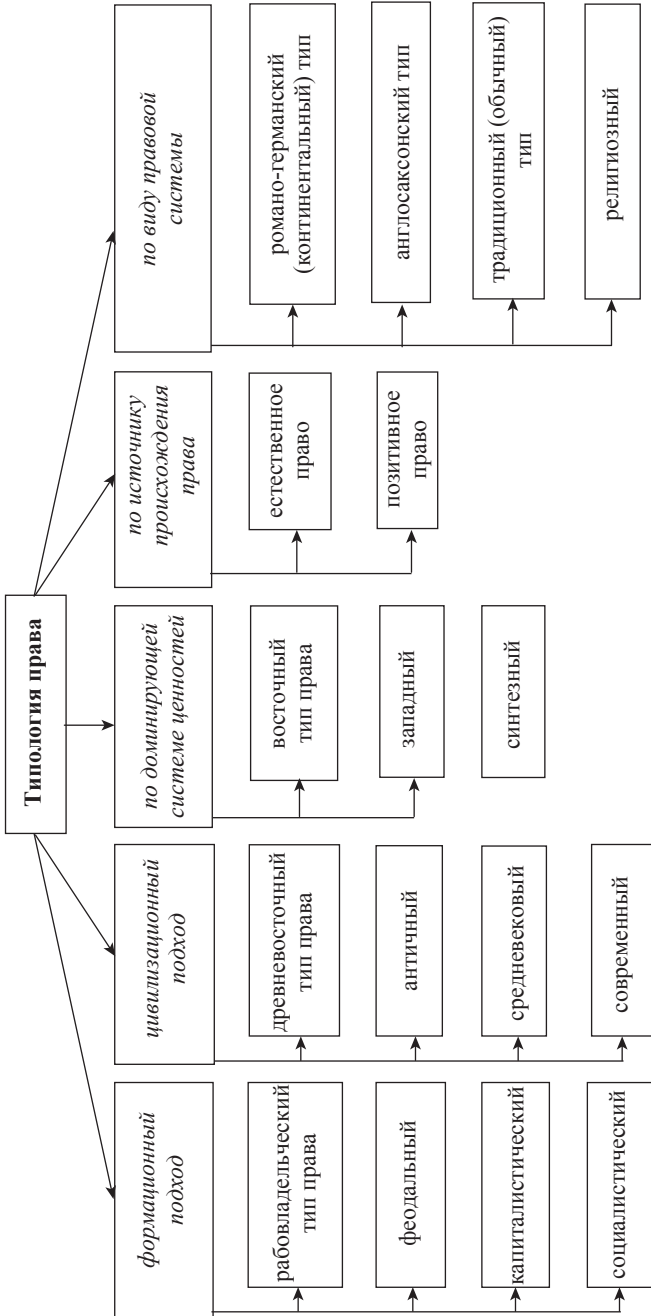 Типология права
формационный
подход
рабовладельческий
тип права
феодальный
капиталистический
социалистический
цивилизационный
подход
древневосточный
тип права
античный
средневековый
современный
по доминирующей
системе ценностей
восточный
тип права
западный
синтезный
по источнику
происхождения
права
естественное
право
позитивное
право
по виду правовой
системы
романо-германский
(континентальный) тип
англосаксонский тип
традиционный (обычный)
тип
религиозный